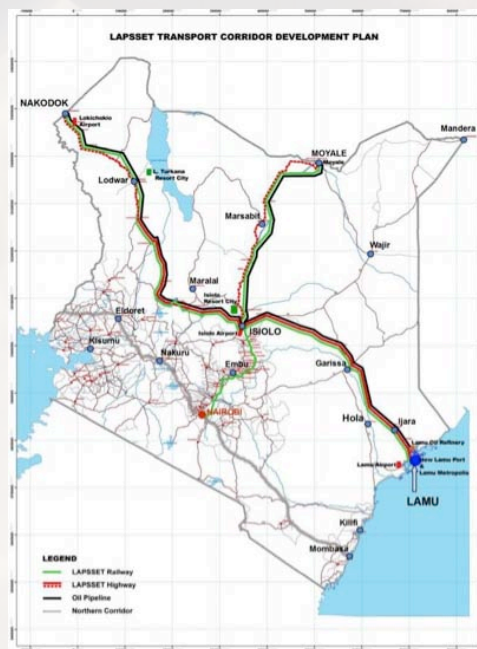 LAPSSET TRANSPORT CORRIDOR DEVELOPMENT PLAN
NAKODOK
Lokichokio
Airport
Mandera
MOYALE
Moyale
L. Turkana
Resort City
Lodwar
Marsabit
Wajir
Maralal
Isiolo
Resort City
ISIOLO
Isiolo Airport
Eldoret
Kisumu
Nakuru
Embu
Garissa
NAIROBI
Hola
Ijara
Lamu Oil Refinery
New Lamu Port
&
Lamu Metropolis
Lamu Airport
LAMU
Kilifi
Mombasa
LEGEND
LAPSSET Railway
LAPSSET Highway
Oil Pipeline
Northern Corridor